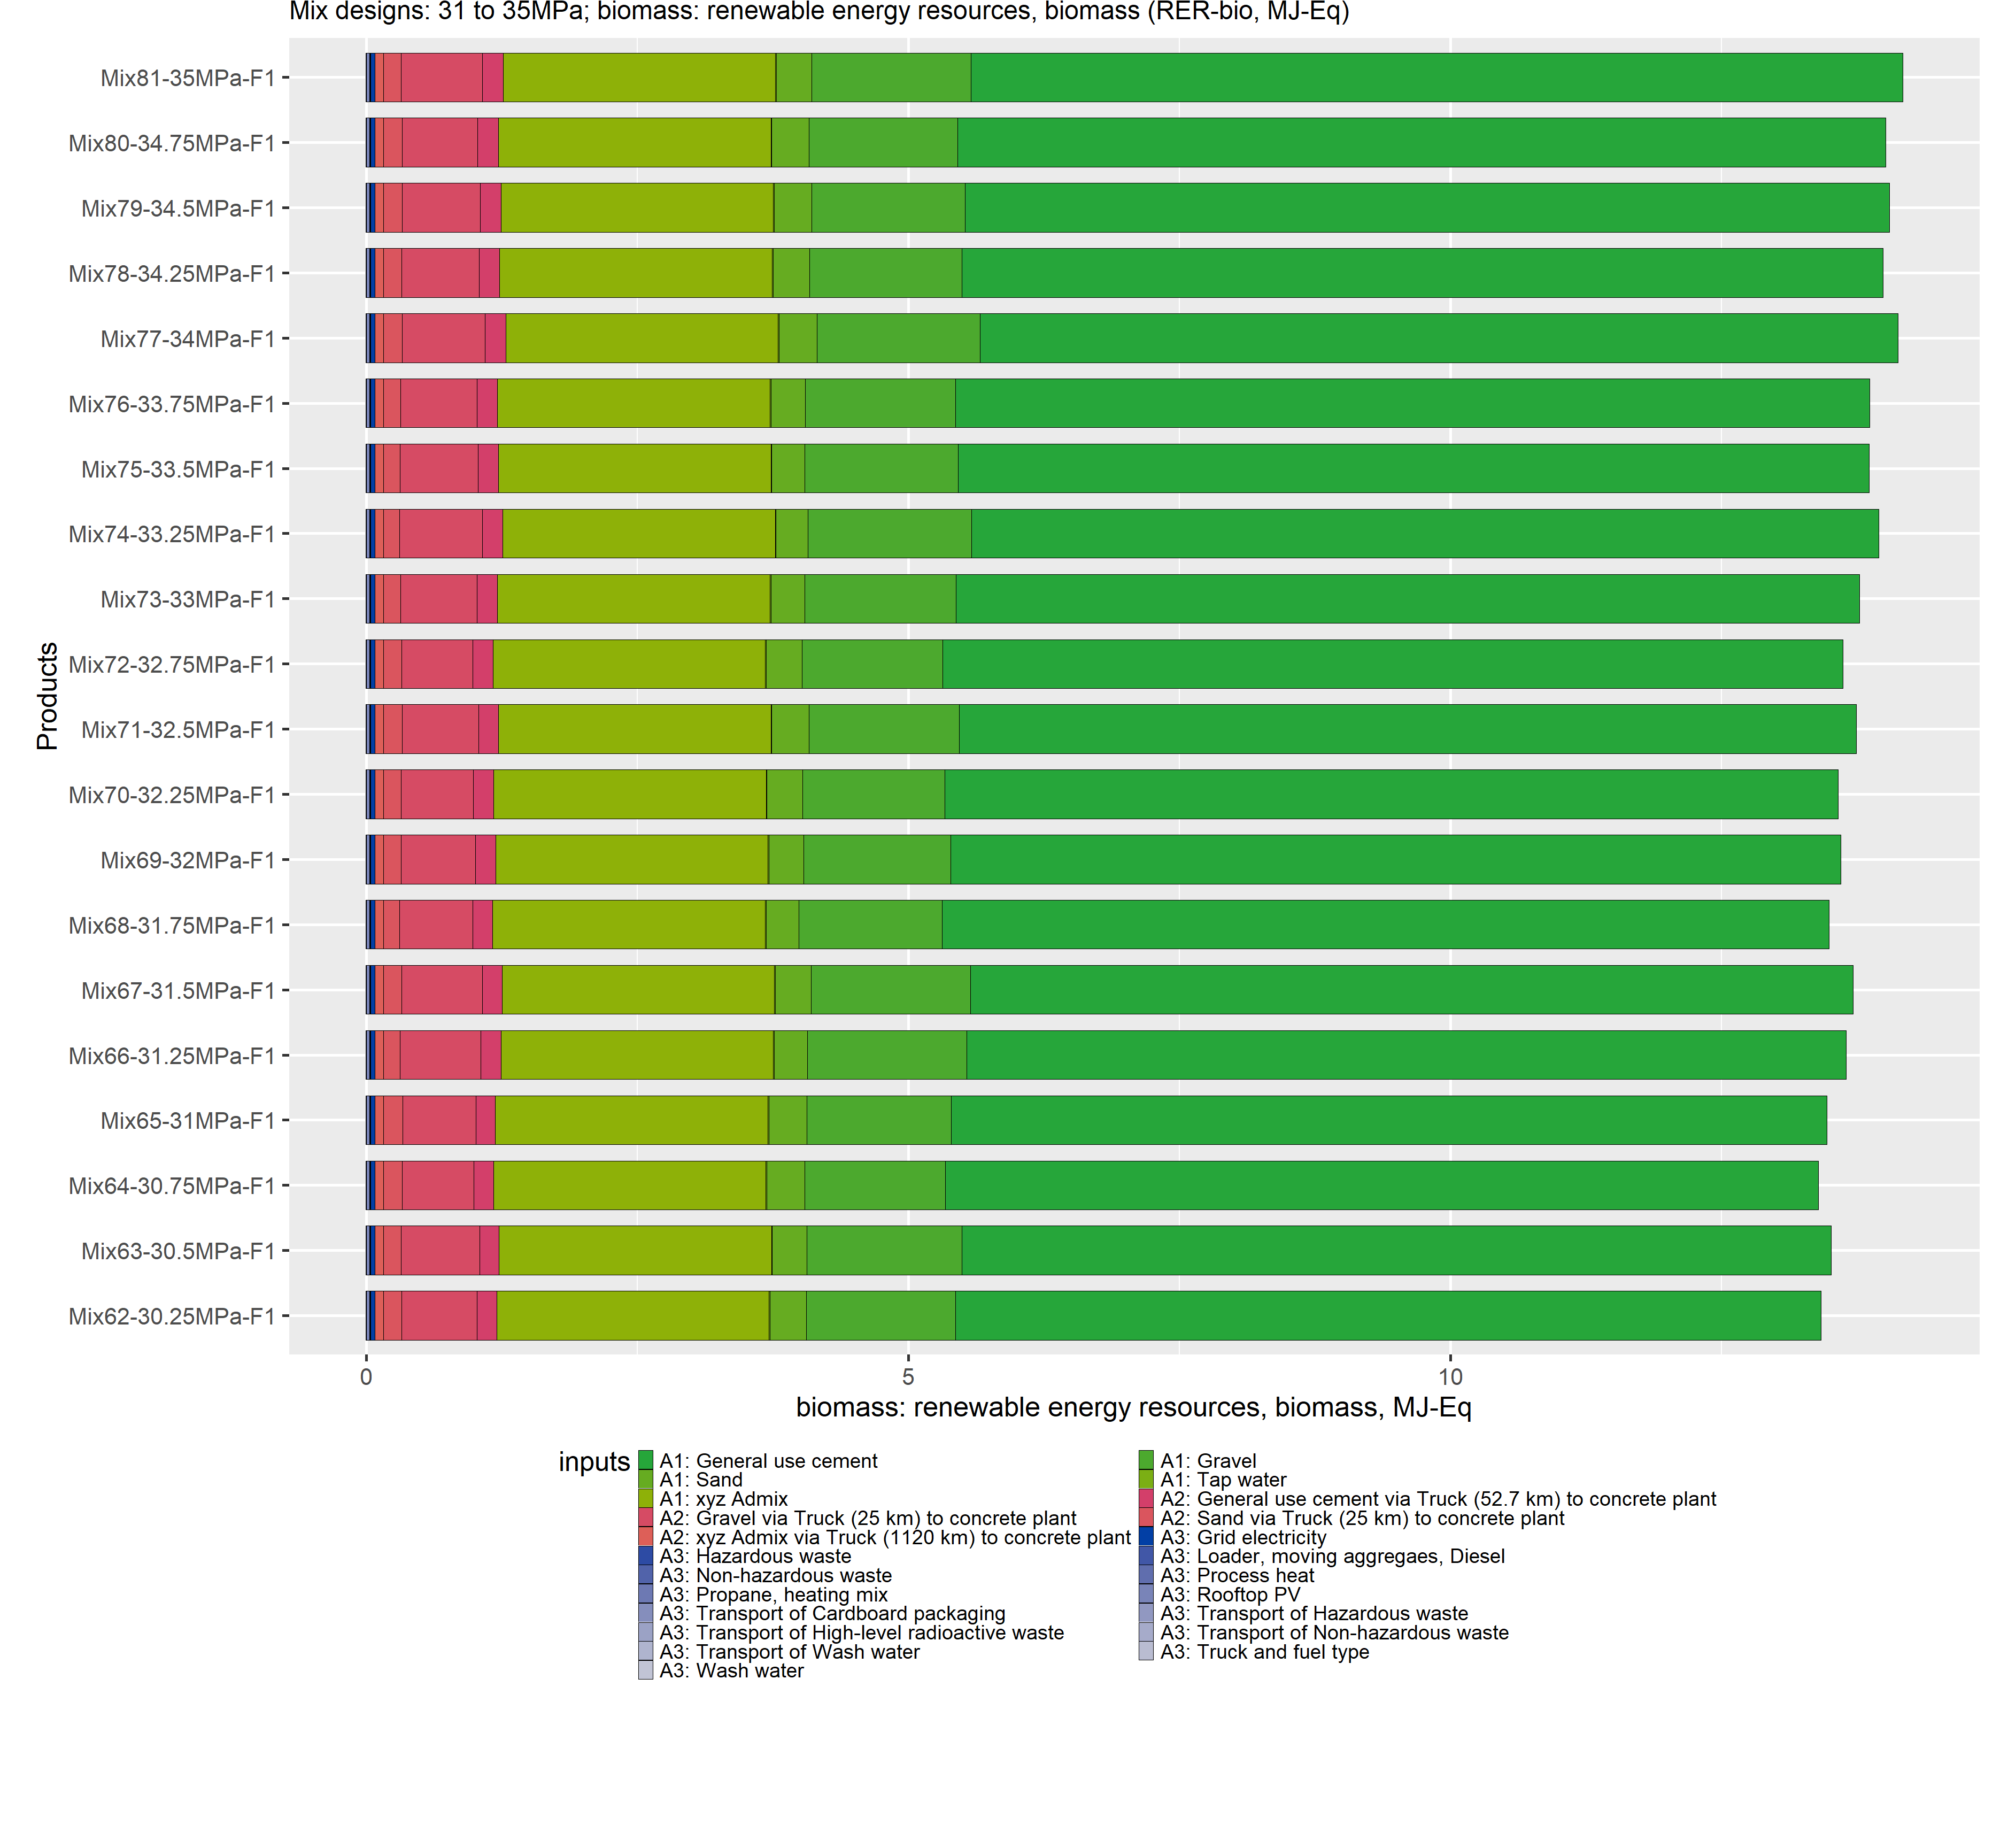 Mix designs: 31 to 35MPa; biomass: renewable energy resources, biomass (RER-bio, MJ-Eq)
Mix81-35MPa-F1
Mix80-34.75MPa-F1
Mix79-34.5MPa-F1
Mix78-34.25MPa-F1
Mix77-34MPa-F1
Mix76-33.75MPa-F1
Mix75-33.5MPa-F1
Mix74-33.25MPa-F1
Mix73-33MPa-F1
Mix72-32.75MPa-F1
Mix71-32.5MPa-F1
Mix70-32.25MPa-F1
Mix69-32MPa-F1
Mix68-31.75MPa-F1
Mix67-31.5MPa-F1
Mix66-31.25MPa-F1
Mix65-31MPa-F1
Mix64-30.75MPa-F1
Mix63-30.5MPa-F1
Mix62-30.25MPa-F1
Products
0 5 10
biomass: renewable energy resources, biomass, MJ-Eq
inputs
A1: General use cement
A1: Gravel
A1: Sand
A1: Tap water
A1: xyz Admix
A2: General use cement via Truck (52.7 km) to concrete plant
A2: Gravel via Truck (25 km) to concrete plant
A2: Sand via Truck (25 km) to concrete plant
A2: xyz Admix via Truck (1120 km) to concrete plant
A3: Grid electricity
A3: Hazardous waste
A3: Loader, moving aggregaes, Diesel
A3: Non-hazardous waste
A3: Process heat
A3: Propane, heating mix
A3: Rooftop PV
A3: Transport of Cardboard packaging
A3: Transport of Hazardous waste
A3: Transport of High-level radioactive waste
A3: Transport of Non-hazardous waste
A3: Transport of Wash water
A3: Truck and fuel type
A3: Wash water